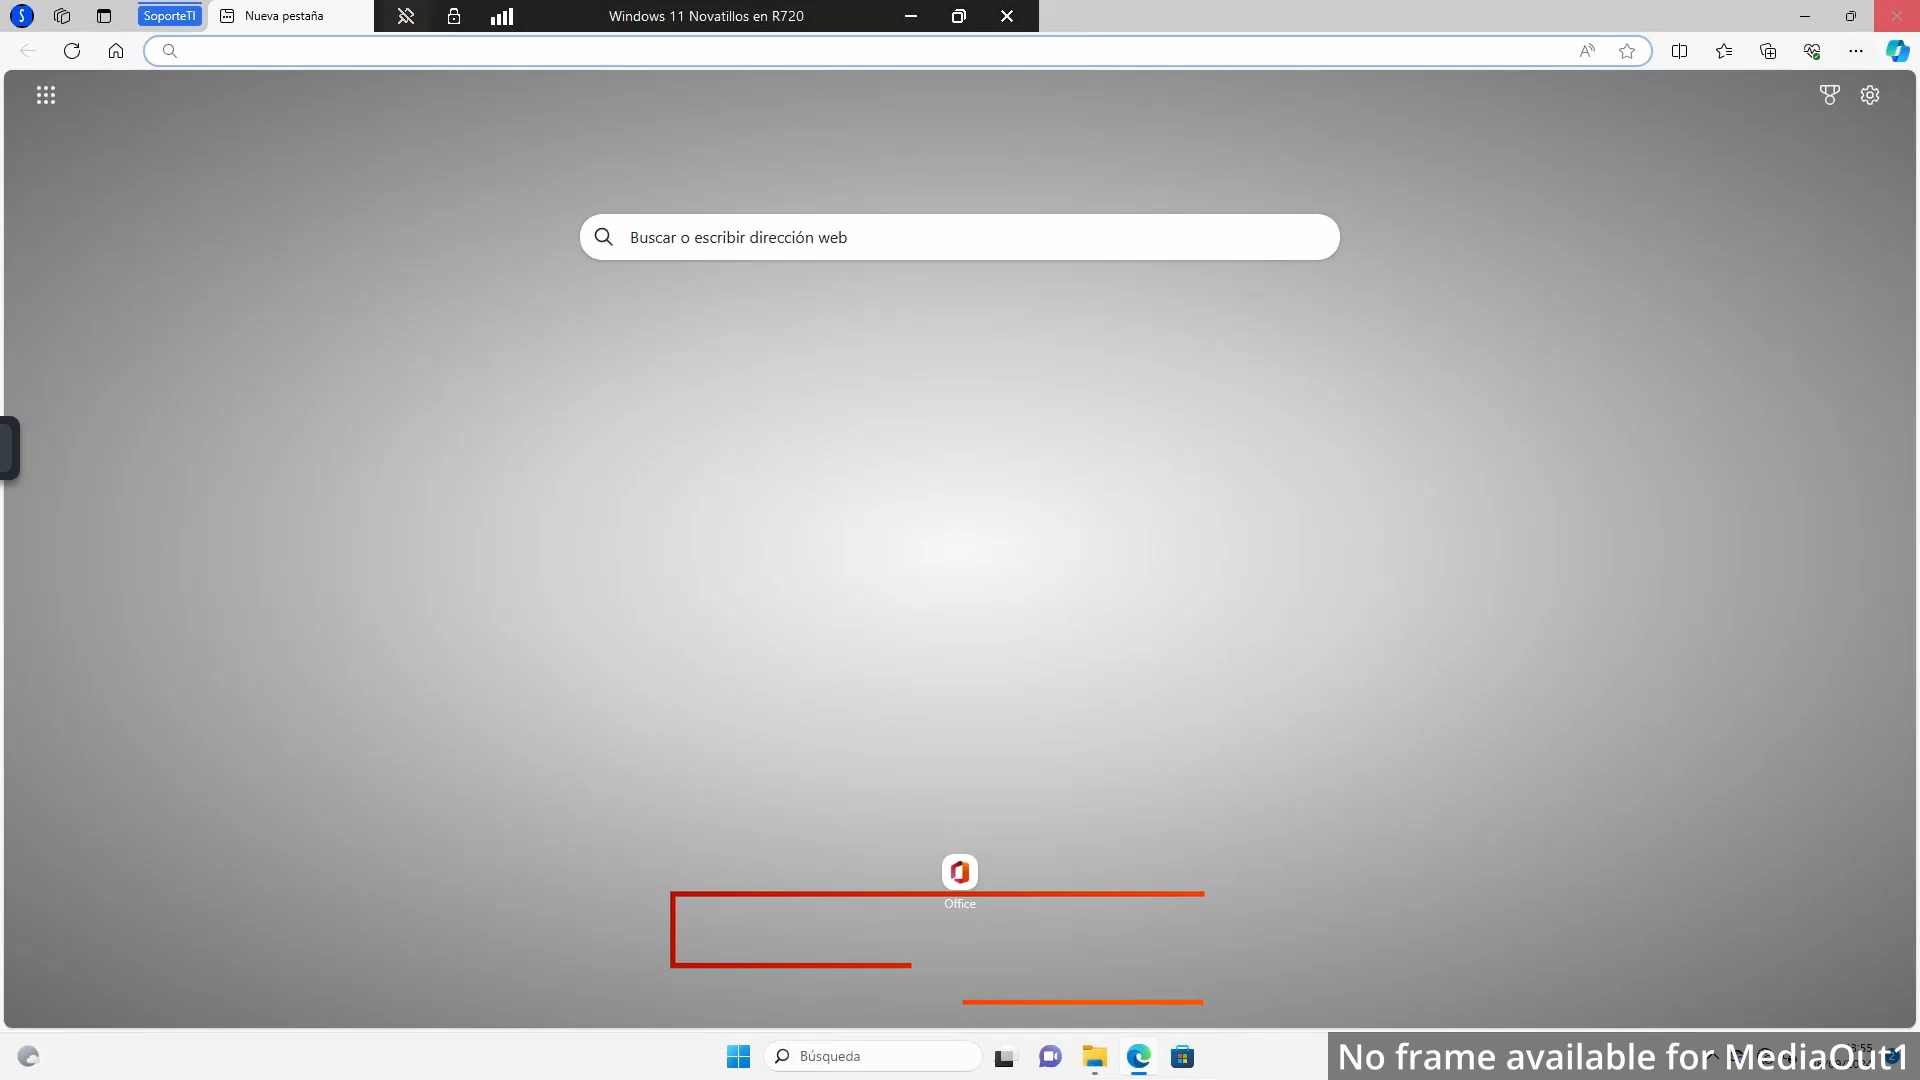 SoporteTI
Nueva pestaña
Windows 11 Novatillos en R720
Buscar o escribir dirección web
Office
Búsqueda
No frame available for MediaOut1